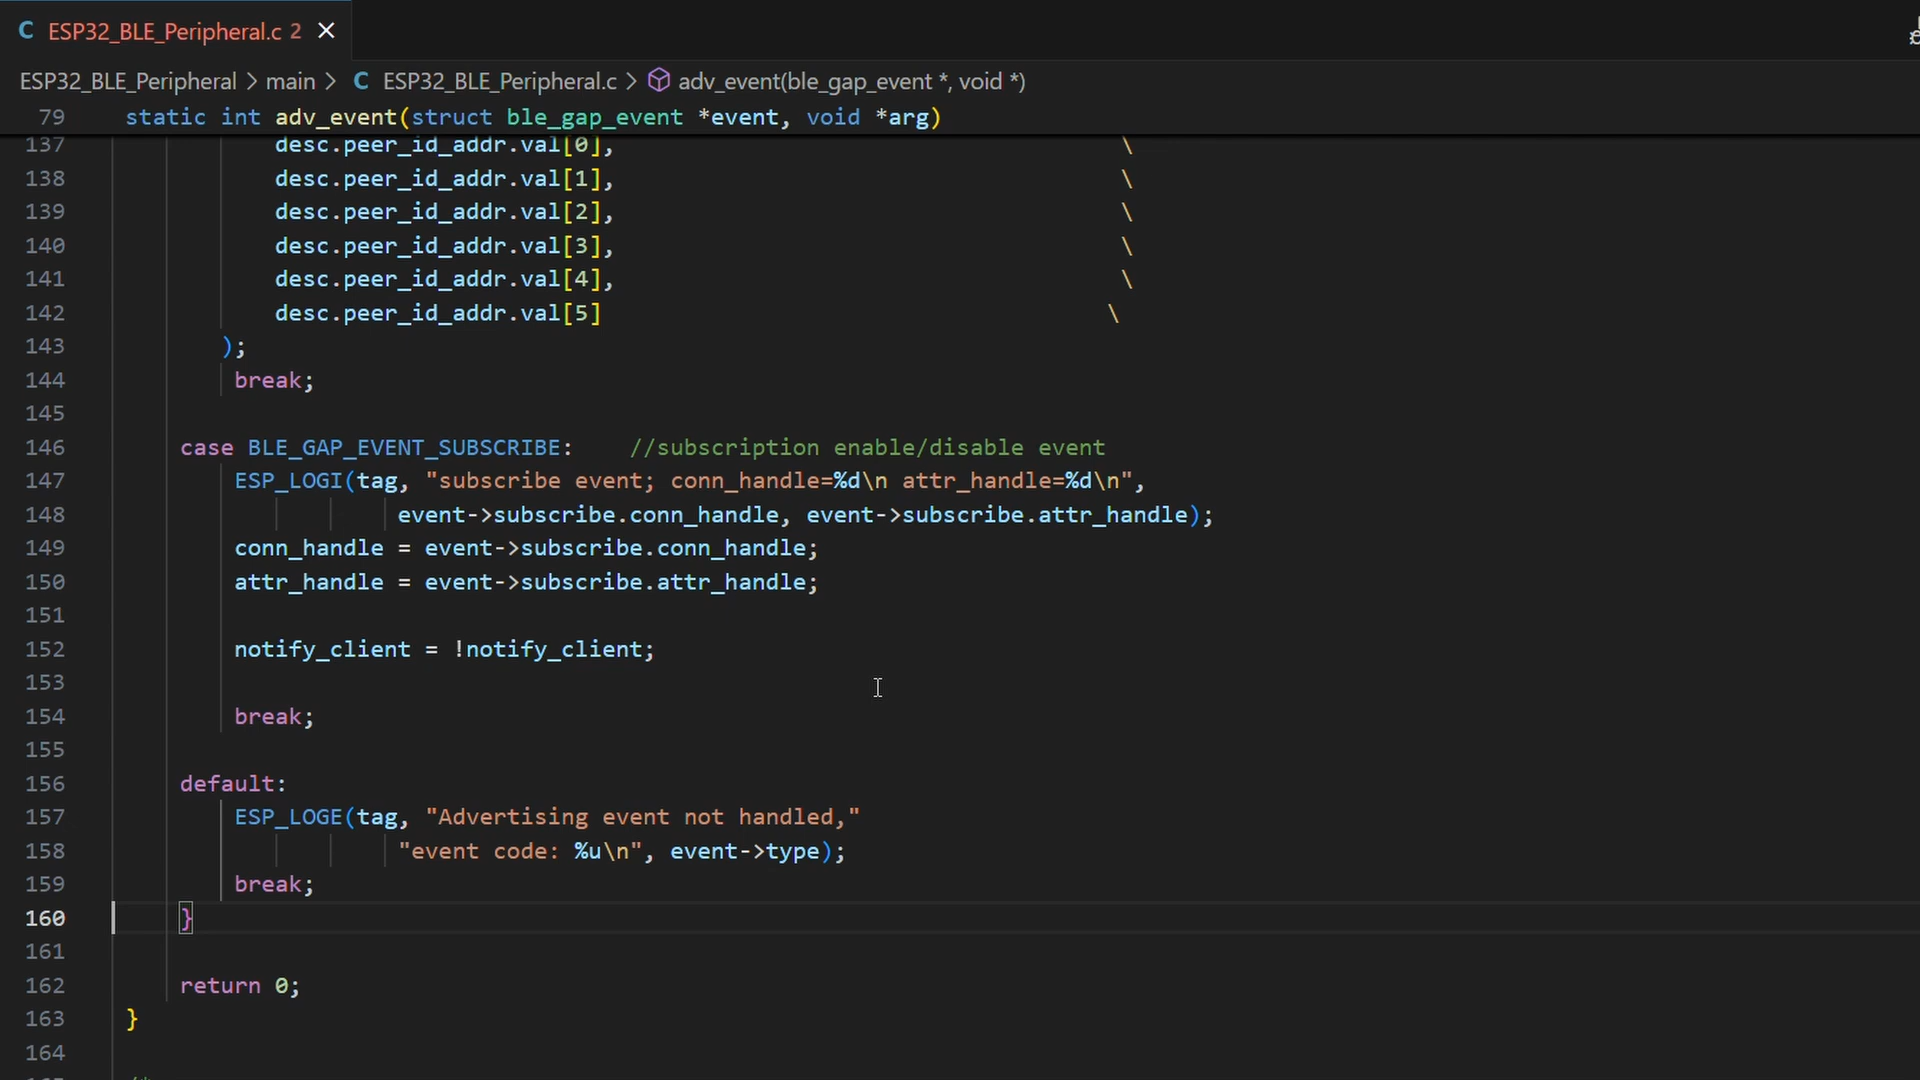 C ESP32_BLE_Peripheral.c 2 ×
ESP32_BLE_Peripheral > main > C ESP32_BLE_Peripheral.c > adv_event(ble_gap_event *, void *)
79 static int adv_event(struct ble_gap_event *event, void *arg)
137 desc.peer_id_addr.val[0], \
138 desc.peer_id_addr.val[1], \
139 desc.peer_id_addr.val[2], \
140 desc.peer_id_addr.val[3], \
141 desc.peer_id_addr.val[4], \
142 desc.peer_id_addr.val[5] \
143 );
144 break;
145
146 case BLE_GAP_EVENT_SUBSCRIBE: //subscription enable/disable event
147 ESP_LOGI(tag, "subscribe event; conn_handle=%d\n attr_handle=%d\n",
148 event->subscribe.conn_handle, event->subscribe.attr_handle);
149 conn_handle = event->subscribe.conn_handle;
150 attr_handle = event->subscribe.attr_handle;
151
152 notify_client = !notify_client;
153
154 break;
155
156 default:
157 ESP_LOGE(tag, "Advertising event not handled,"
158 "event code: %u\n", event->type);
159 break;
160 }
161
162 return 0;
163 }
164